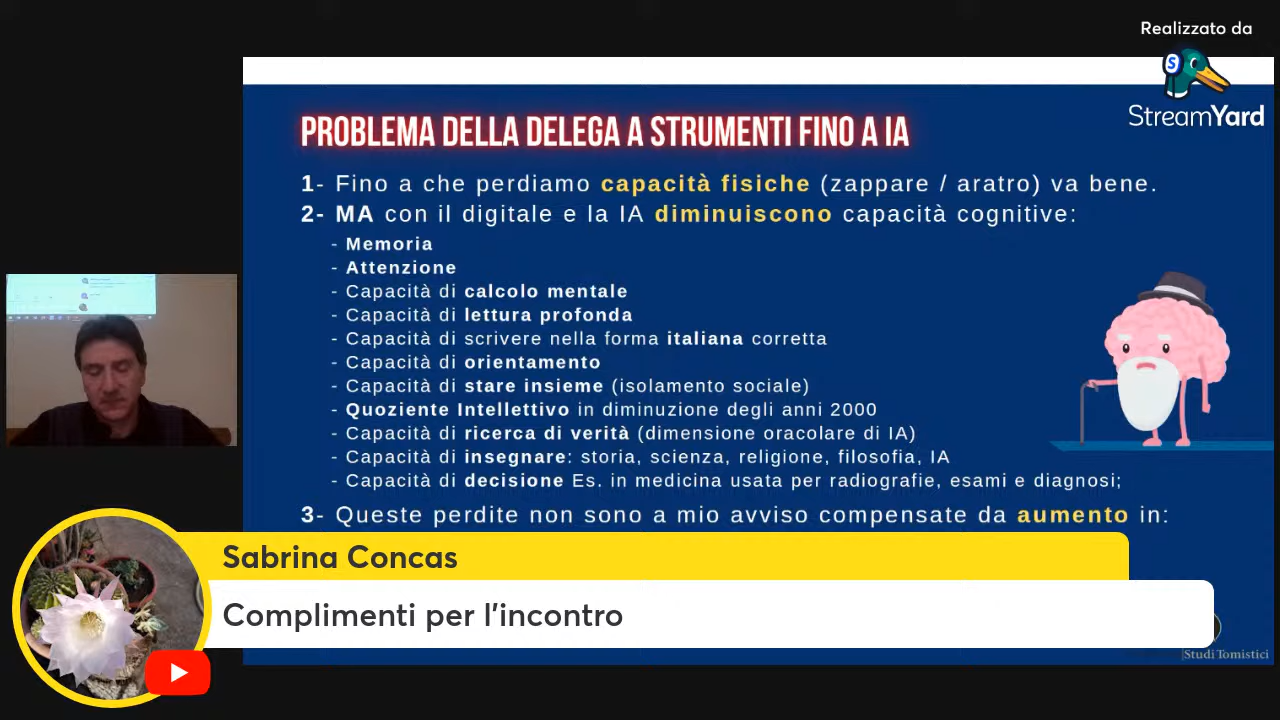 Realizzato da
StreamYard
PROBLEMA DELLA DELEGA A STRUMENTI FINO A IA
1- Fino a che perdiamo capacità fisiche (zappare / aratro) va bene.
2- MA con il digitale e la IA diminuiscono capacità cognitive:
- Memoria
- Attenzione
- Capacità di calcolo mentale
- Capacità di lettura profonda
- Capacità di scrivere nella forma italiana corretta
- Capacità di orientamento
- Capacità di stare insieme (isolamento sociale)
- Quoziente Intellettivo in diminuzione degli anni 2000
- Capacità di ricerca di verità (dimensione oracolare di IA)
- Capacità di insegnare: storia, scienza, religione, filosofia, IA
- Capacità di decisione Es. in medicina usata per radiografie, esami e diagnosi;
3- Queste perdite non sono a mio avviso compensate da aumento in:
Sabrina Concas
Complimenti per l'incontro
Studi Tomistici